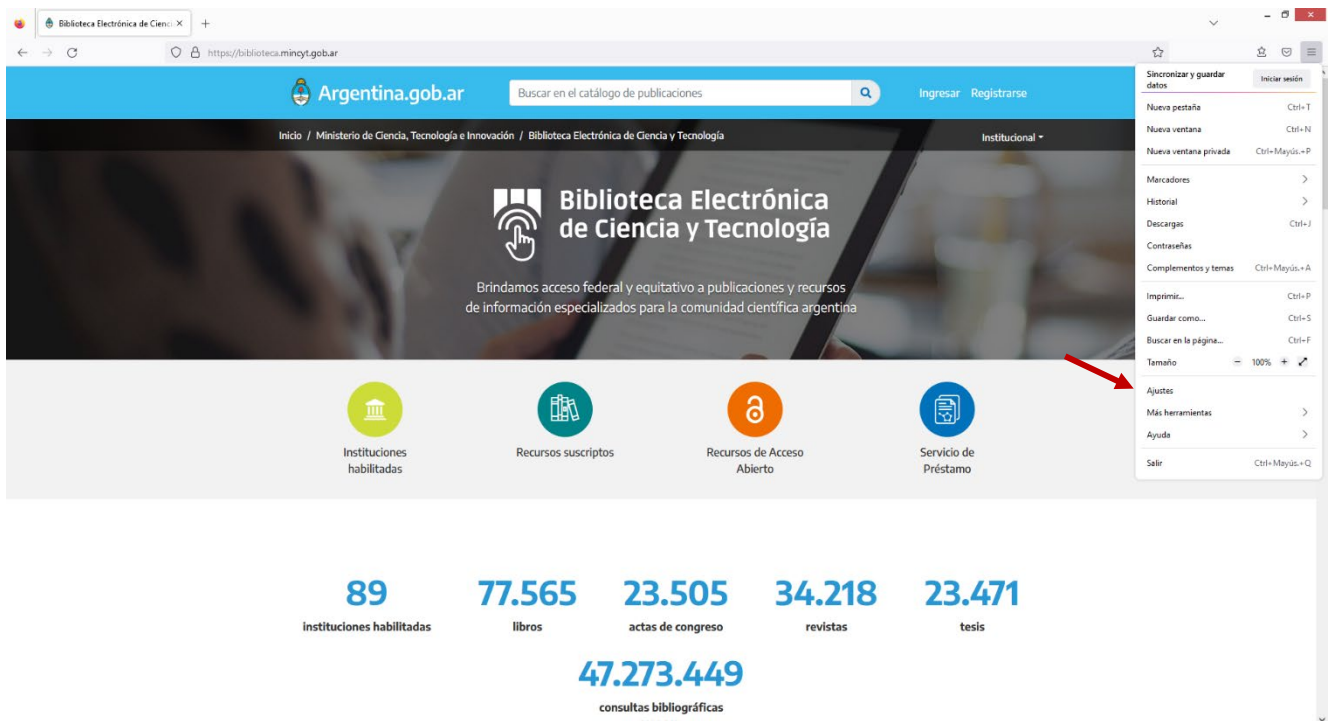 Biblioteca Electrónica de Cienci
https://biblioteca.mincyt.gob.ar
Argentina.gob.ar
Buscar en el catálogo de publicaciones
Ingresar Registrarse
Inicio / Ministerio de Ciencia, Tecnología e Innovación / Biblioteca Electrónica de Ciencia y Tecnología
Institucional
Biblioteca Electrónica
de Ciencia y Tecnología
Brindamos acceso federal y equitativo a publicaciones y recursos
de información especializados para la comunidad científica argentina
Instituciones
habilitadas
Recursos suscriptos
Recursos de Acceso
Abierto
Servicio de
Préstamo
89
instituciones habilitadas
77.565
libros
23.505
actas de congreso
34.218
revistas
23.471
tesis
47.273.449
consultas bibliográficas
Sincronizar y guardar
datos
Iniciar sesión
Nueva pestaña Ctrl+T
Nueva ventana Ctrl+N
Nueva ventana privada Ctrl+Mayús.+P
Marcadores
Historial
Descargas Ctrl+J
Contraseñas
Complementos y temas Ctrl+Mayús.+A
Imprimir... Ctrl+P
Guardar como... Ctrl+S
Buscar en la página... Ctrl+F
Tamaño − 100% +
Ajustes
Más herramientas
Ayuda
Salir Ctrl+Mayús.+Q